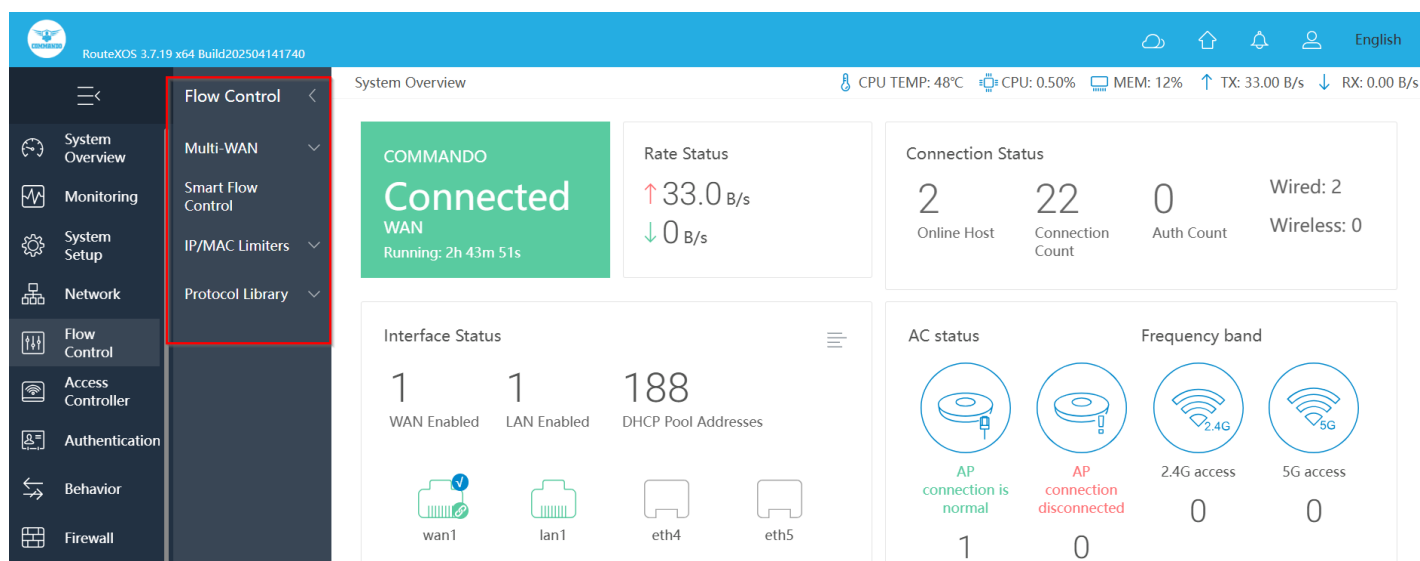 COMMANDO
RouteXOS 3.7.19 x64 Build202504141740
English
System Overview
Monitoring
System Setup
Network
Flow Control
Access Controller
Authentication
Behavior
Firewall
Flow Control
Multi-WAN
Smart Flow Control
IP/MAC Limiters
Protocol Library
System Overview
CPU TEMP: 48℃ CPU: 0.50% MEM: 12% TX: 33.00 B/s RX: 0.00 B/s
COMMANDO
Connected
WAN
Running: 2h 43m 51s
Rate Status
↑ 33.0 B/s
↓ 0 B/s
Connection Status
2
Online Host
22
Connection Count
0
Auth Count
Wired: 2
Wireless: 0
Interface Status
1
WAN Enabled
1
LAN Enabled
188
DHCP Pool Addresses
wan1
lan1
eth4
eth5
AC status
Frequency band
AP connection is normal
1
AP connection disconnected
0
2.4G
2.4G access
0
5G
5G access
0